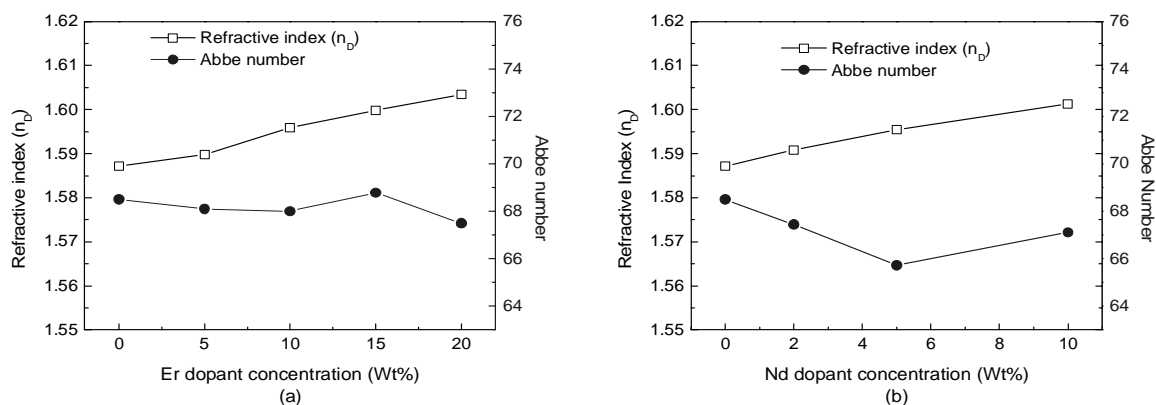 1.62
1.61
1.60
1.59
1.58
1.57
1.56
1.55
Refractive index (n_D)
Refractive index (n_D)
Abbe number
76
74
72
70
68
66
64
Abbe number
0 5 10 15 20
Er dopant concentration (Wt%)
(a)
1.62
1.61
1.60
1.59
1.58
1.57
1.56
1.55
Refractive Index (n_D)
Refractive index (n_D)
Abbe number
76
74
72
70
68
66
64
Abbe Number
0 2 4 6 8 10
Nd dopant concentration (Wt%)
(b)